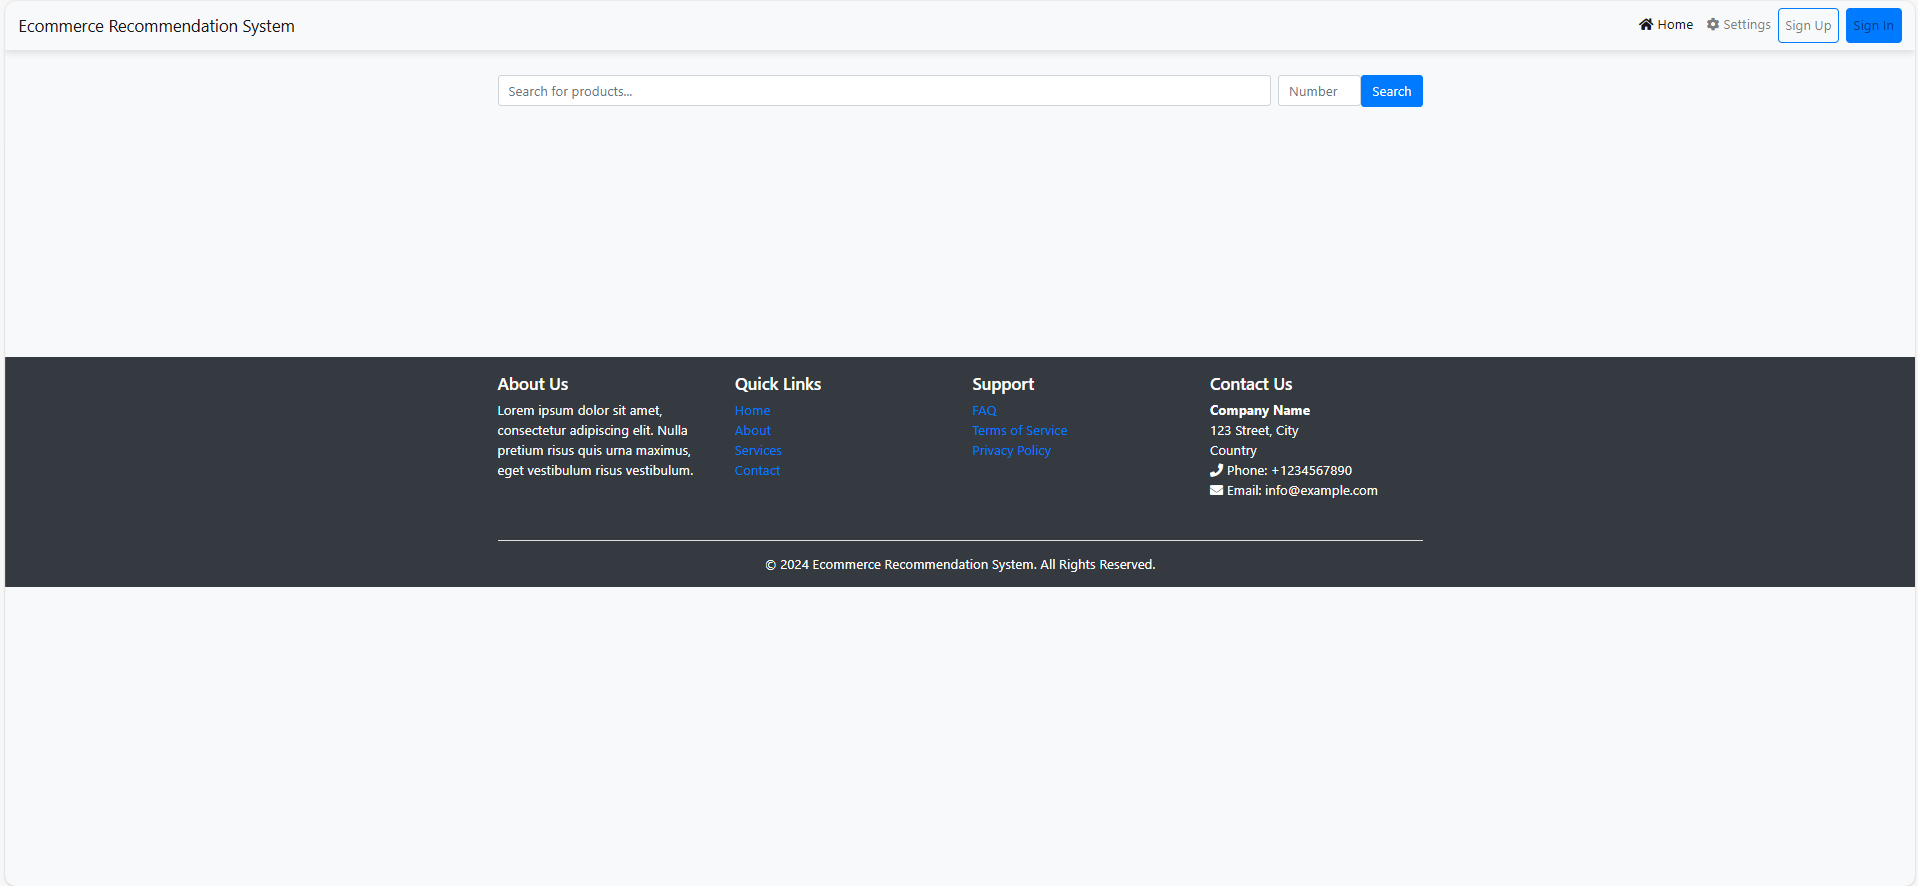 Ecommerce Recommendation System
Home Settings Sign Up Sign In
Search for products... Number Search
About Us
Lorem ipsum dolor sit amet,
consectetur adipiscing elit. Nulla
pretium risus quis urna maximus,
eget vestibulum risus vestibulum.
Quick Links
Home
About
Services
Contact
Support
FAQ
Terms of Service
Privacy Policy
Contact Us
Company Name
123 Street, City
Country
Phone: +1234567890
Email: info@example.com
© 2024 Ecommerce Recommendation System. All Rights Reserved.